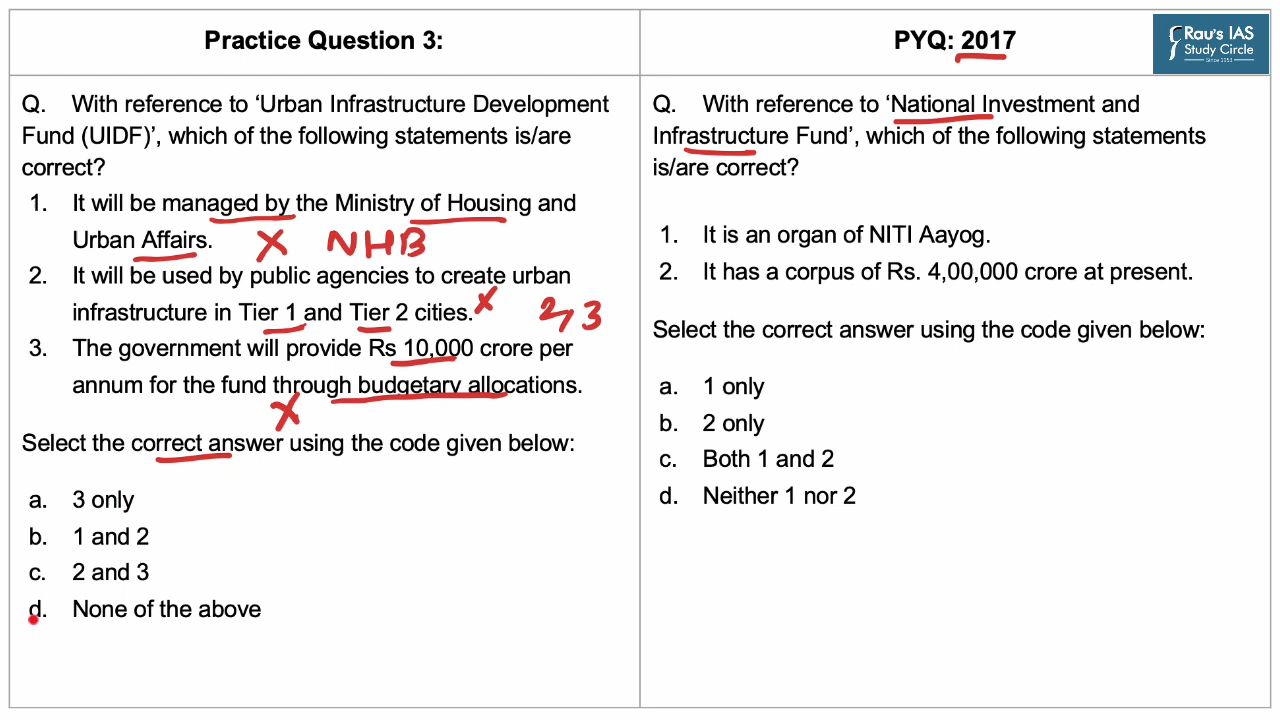 Practice Question 3:
Q. With reference to ‘Urban Infrastructure Development
Fund (UIDF)’, which of the following statements is/are
correct?
1. It will be managed by the Ministry of Housing and
Urban Affairs. X NHB
2. It will be used by public agencies to create urban
infrastructure in Tier 1 and Tier 2 cities. x 2,3
3. The government will provide Rs 10,000 crore per
annum for the fund through budgetary allocations.
X
Select the correct answer using the code given below:
a. 3 only
b. 1 and 2
c. 2 and 3
d. None of the above
PYQ: 2017
Rau's IAS
Study Circle
Since 1953
Q. With reference to ‘National Investment and
Infrastructure Fund’, which of the following statements
is/are correct?
1. It is an organ of NITI Aayog.
2. It has a corpus of Rs. 4,00,000 crore at present.
Select the correct answer using the code given below:
a. 1 only
b. 2 only
c. Both 1 and 2
d. Neither 1 nor 2